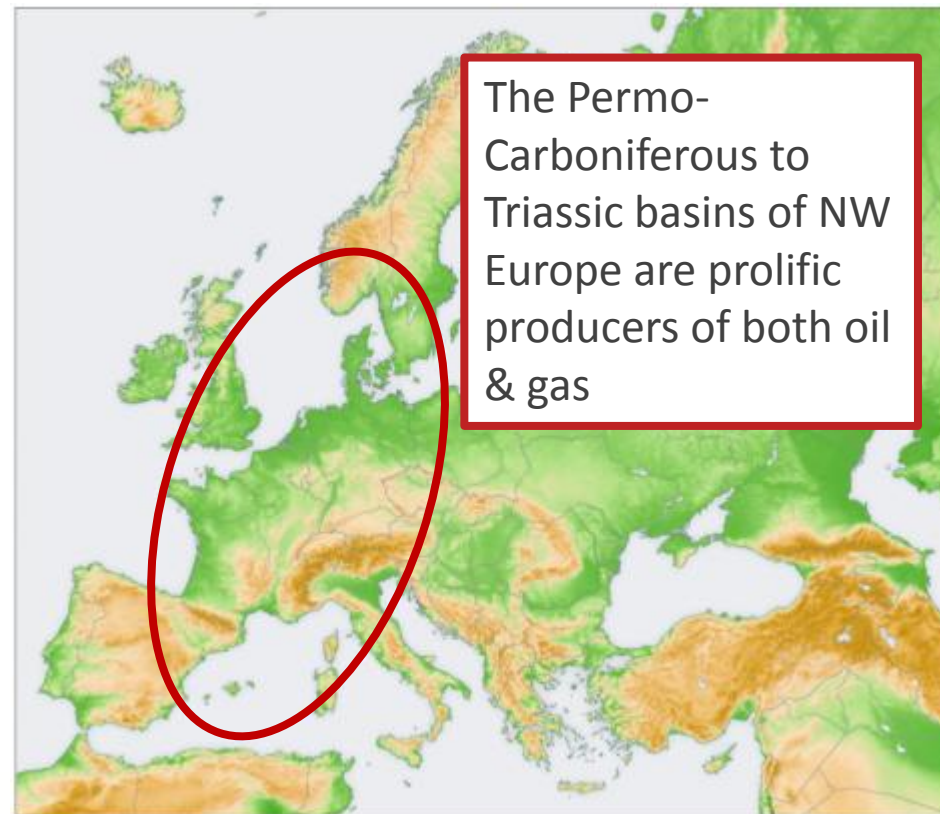 The Permo-
Carboniferous to
Triassic basins of NW
Europe are prolific
producers of both oil
& gas